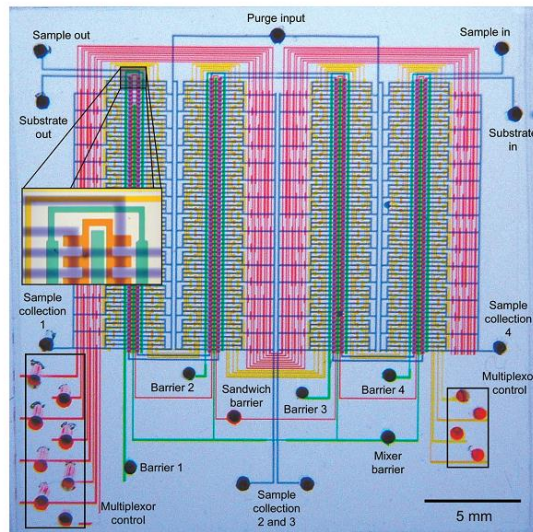 Purge input
Sample out
Sample in
Substrate
out
Substrate
in
Sample
collection
1
Sample
collection
4
Barrier 2
Sandwich
barrier
Barrier 3
Barrier 4
Multiplexor
control
Barrier 1
Mixer
barrier
Multiplexor
control
Sample
collection
2 and 3
5 mm